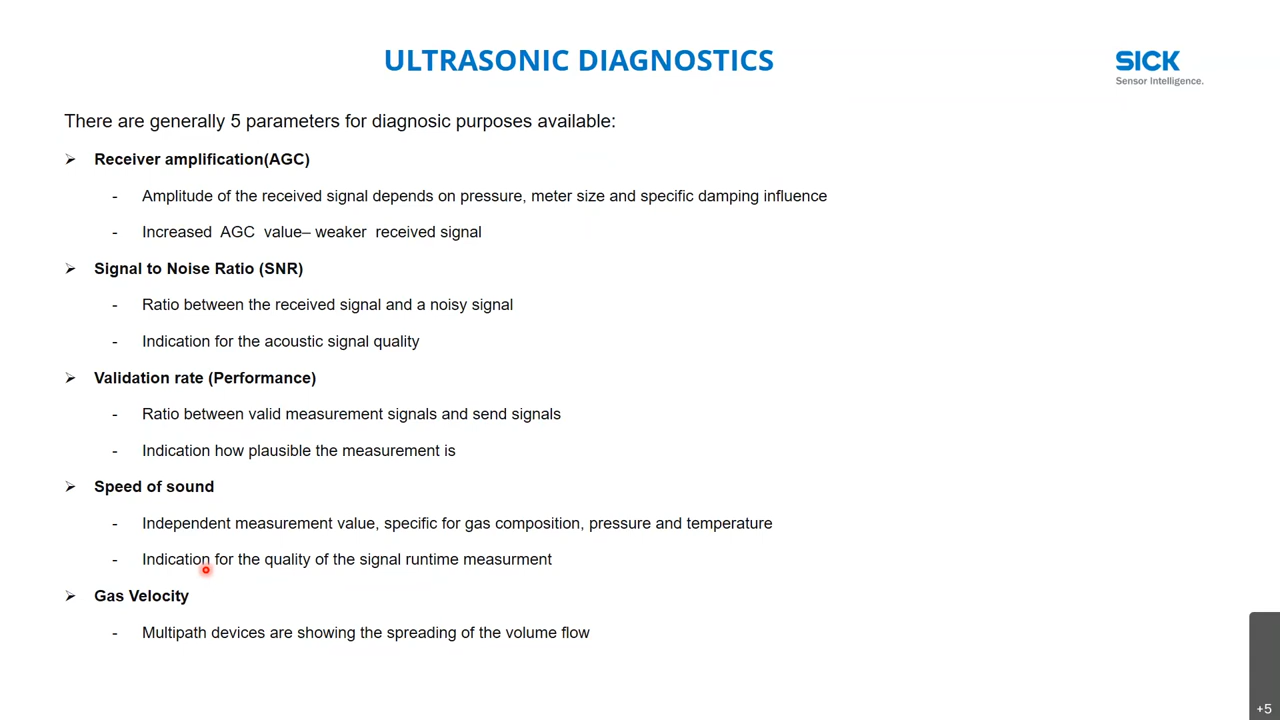 ULTRASONIC DIAGNOSTICS
SICK
Sensor Intelligence.
There are generally 5 parameters for diagnosic purposes available:
➢ Receiver amplification(AGC)
- Amplitude of the received signal depends on pressure, meter size and specific damping influence
- Increased AGC value– weaker received signal
➢ Signal to Noise Ratio (SNR)
- Ratio between the received signal and a noisy signal
- Indication for the acoustic signal quality
➢ Validation rate (Performance)
- Ratio between valid measurement signals and send signals
- Indication how plausible the measurement is
➢ Speed of sound
- Independent measurement value, specific for gas composition, pressure and temperature
- Indication for the quality of the signal runtime measurment
➢ Gas Velocity
- Multipath devices are showing the spreading of the volume flow
+5